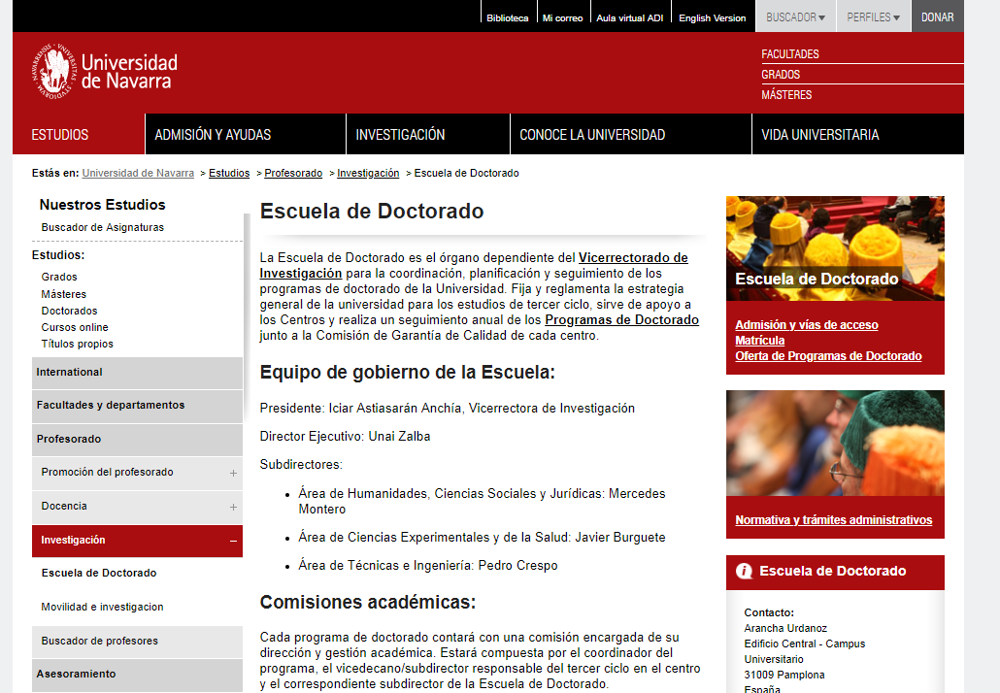 Biblioteca
Mi correo
Aula virtual ADI
English Version
BUSCADOR
PERFILES
DONAR
Universidad
de Navarra
FACULTADES
GRADOS
MÁSTERES
ESTUDIOS
ADMISIÓN Y AYUDAS
INVESTIGACIÓN
CONOCE LA UNIVERSIDAD
VIDA UNIVERSITARIA
Estás en: Universidad de Navarra > Estudios > Profesorado > Investigación > Escuela de Doctorado
Nuestros Estudios
Buscador de Asignaturas
Estudios:
Grados
Másteres
Doctorados
Cursos online
Títulos propios
International
Facultades y departamentos
Profesorado
Promoción del profesorado +
Docencia +
Investigación –
Escuela de Doctorado
Movilidad e investigacion
Buscador de profesores
Asesoramiento
Escuela de Doctorado
La Escuela de Doctorado es el órgano dependiente del Vicerrectorado de
Investigación para la coordinación, planificación y seguimiento de los
programas de doctorado de la Universidad. Fija y reglamenta la estrategia
general de la universidad para los estudios de tercer ciclo, sirve de apoyo a
los Centros y realiza un seguimiento anual de los Programas de Doctorado
junto a la Comisión de Garantía de Calidad de cada centro.
Equipo de gobierno de la Escuela:
Presidente: Iciar Astiasarán Anchía, Vicerrectora de Investigación
Director Ejecutivo: Unai Zalba
Subdirectores:
• Área de Humanidades, Ciencias Sociales y Jurídicas: Mercedes
Montero
• Área de Ciencias Experimentales y de la Salud: Javier Burguete
• Área de Técnicas e Ingeniería: Pedro Crespo
Comisiones académicas:
Cada programa de doctorado contará con una comisión encargada de su
dirección y gestión académica. Estará compuesta por el coordinador del
programa, el vicedecano/subdirector responsable del tercer ciclo en el centro
y el correspondiente subdirector de la Escuela de Doctorado.
Escuela de Doctorado
Admisión y vías de acceso
Matrícula
Oferta de Programas de Doctorado
Normativa y trámites administrativos
i Escuela de Doctorado
Contacto:
Arancha Urdanoz
Edificio Central - Campus
Universitario
31009 Pamplona
España